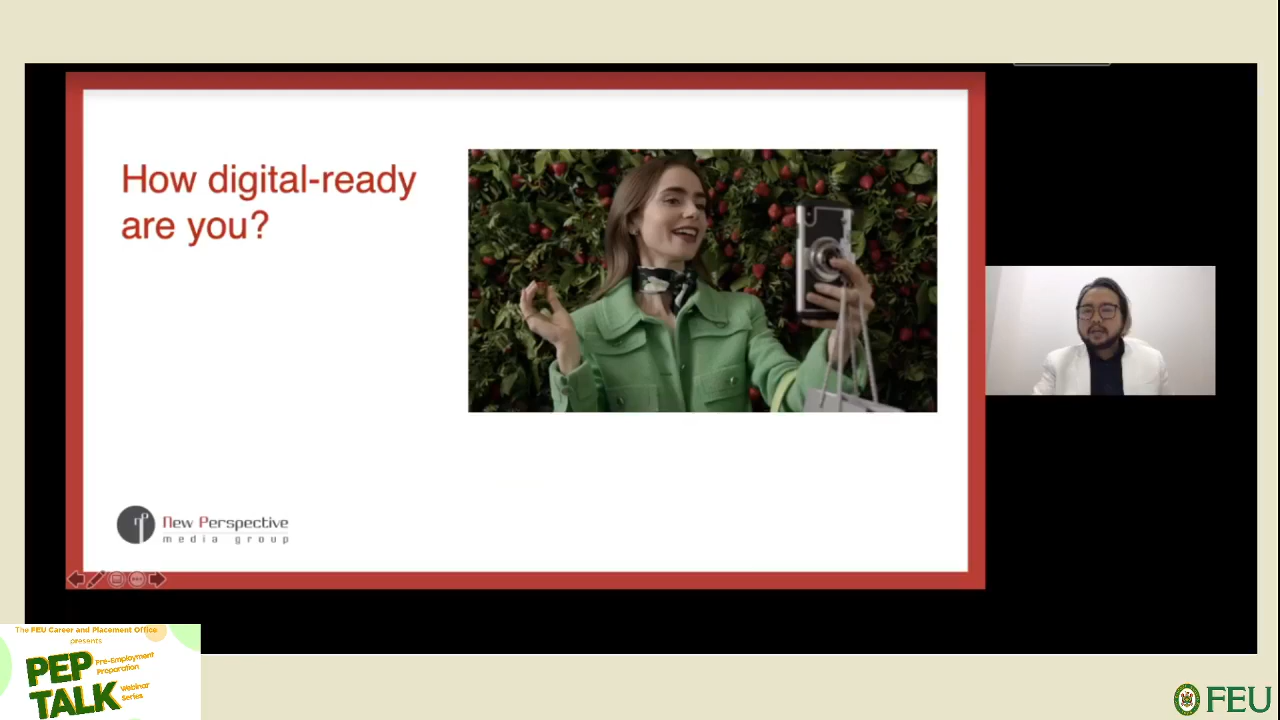 How digital-ready
are you?
New Perspective
media group
The FEU Career and Placement Office
presents
PEP
TALK
Pre-Employment
Preparation
Webinar
Series
FEU